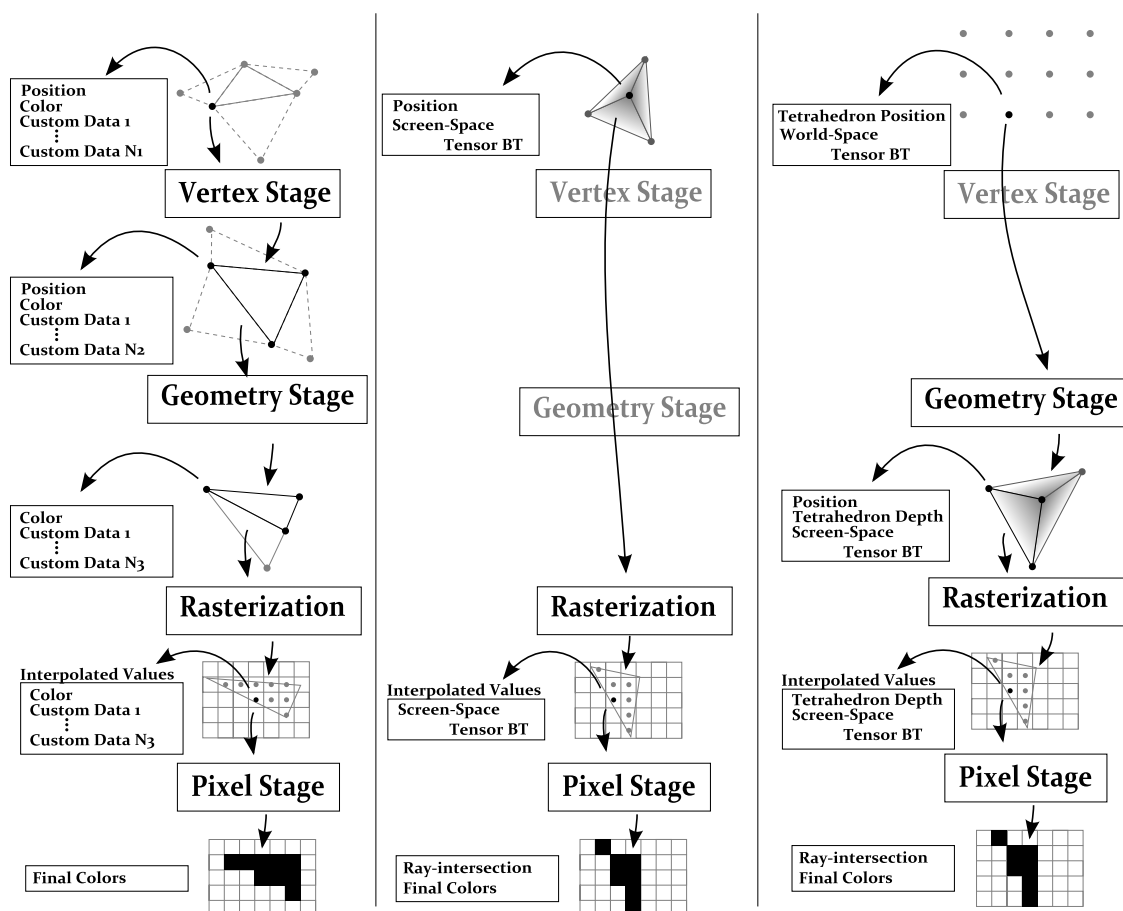 Position
Color
Custom Data 1
Custom Data N1
Vertex Stage
Position
Color
Custom Data 1
Custom Data N2
Geometry Stage
Color
Custom Data 1
Custom Data N3
Rasterization
Interpolated Values
Color
Custom Data 1
Custom Data N3
Pixel Stage
Final Colors
Position
Screen-Space
Tensor BT
Vertex Stage
Geometry Stage
Rasterization
Interpolated Values
Screen-Space
Tensor BT
Pixel Stage
Ray-intersection
Final Colors
Tetrahedron Position
World-Space
Tensor BT
Vertex Stage
Geometry Stage
Position
Tetrahedron Depth
Screen-Space
Tensor BT
Rasterization
Interpolated Values
Tetrahedron Depth
Screen-Space
Tensor BT
Pixel Stage
Ray-intersection
Final Colors